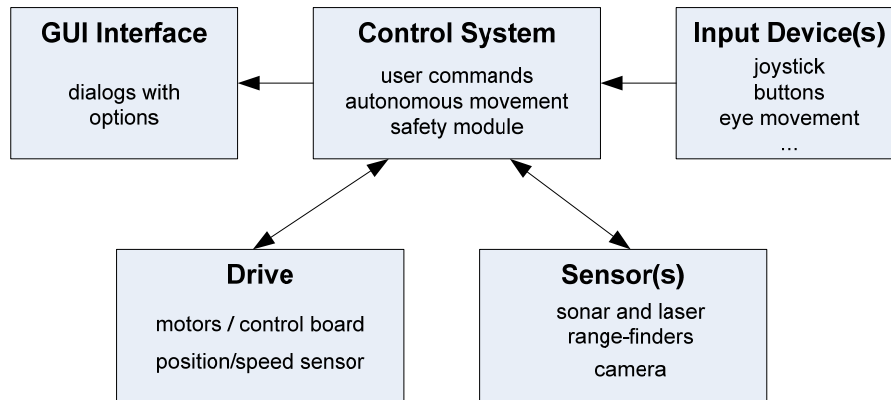 GUI Interface
dialogs with
options
Control System
user commands
autonomous movement
safety module
Input Device(s)
joystick
buttons
eye movement
...
Drive
motors / control board
position/speed sensor
Sensor(s)
sonar and laser
range-finders
camera